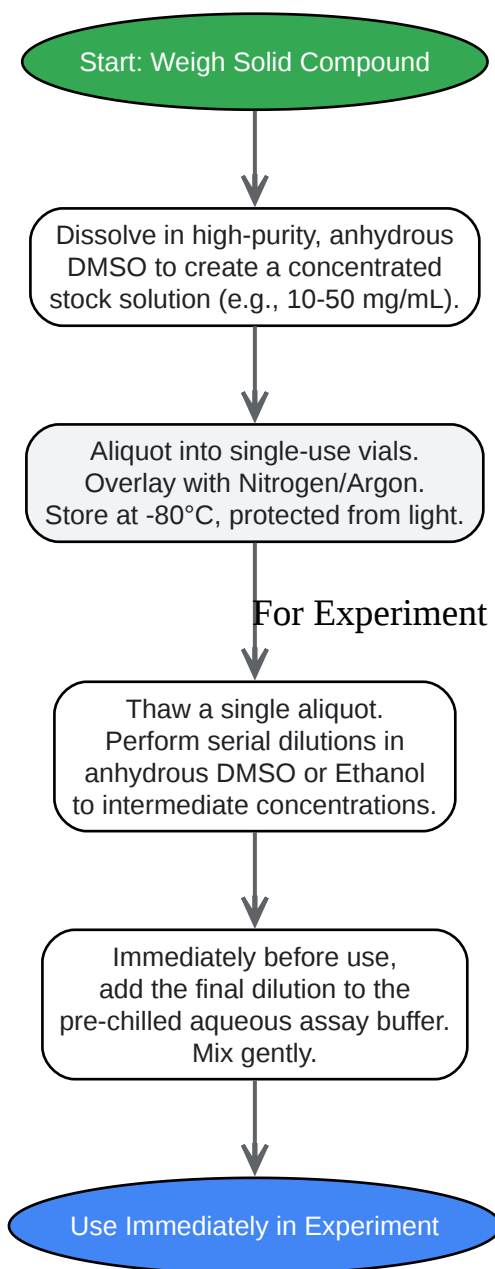 Start: Weigh Solid Compound
Dissolve in high-purity, anhydrous
DMSO to create a concentrated
stock solution (e.g., 10-50 mg/mL).
Aliquot into single-use vials.
Overlay with Nitrogen/Argon.
Store at -80°C, protected from light.
For Experiment
Thaw a single aliquot.
Perform serial dilutions in
anhydrous DMSO or Ethanol
to intermediate concentrations.
Immediately before use,
add the final dilution to the
pre-chilled aqueous assay buffer.
Mix gently.
Use Immediately in Experiment